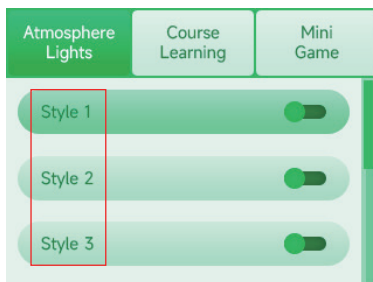 Atmosphere
Lights
Course
Learning
Mini
Game
Style 1
Style 2
Style 3